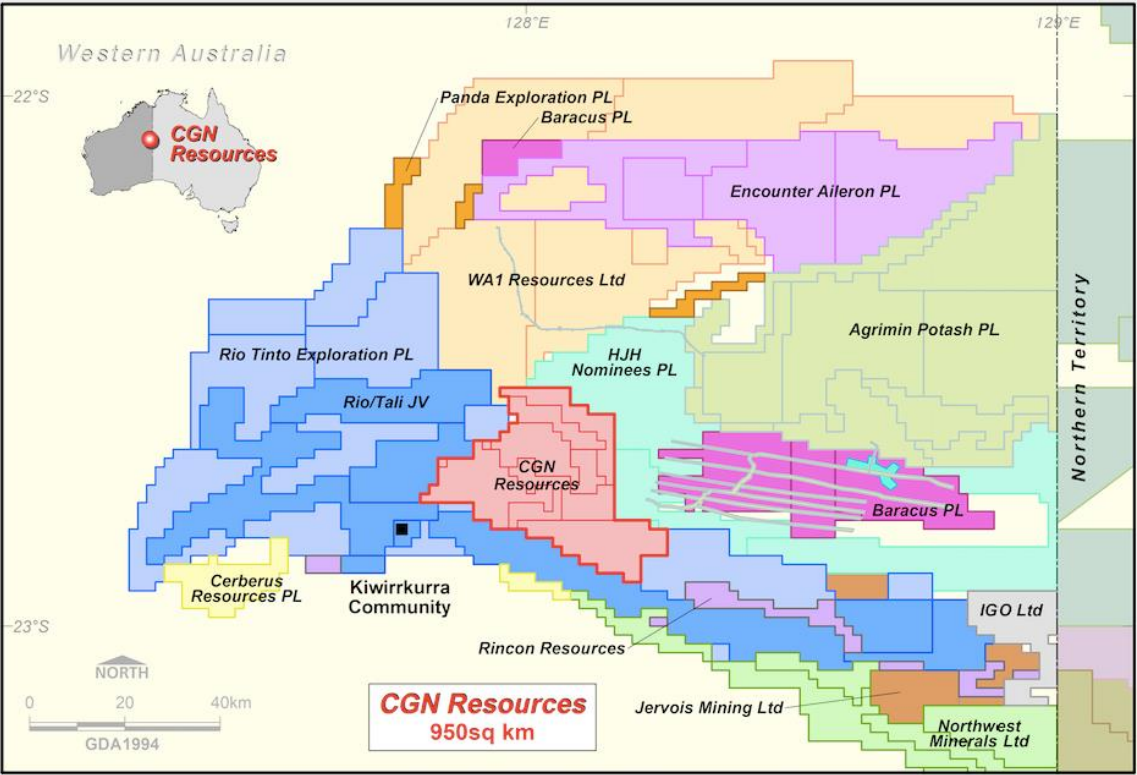 128°E
129°E
Western Australia
22°S
Panda Exploration PL
Baracus PL
CGN
Resources
Encounter Aileron PL
WA1 Resources Ltd
Northern Territory
Agrimin Potash PL
Rio Tinto Exploration PL
HJH
Nominees PL
Rio/Tali JV
CGN
Resources
Baracus PL
Cerberus
Resources PL
Kiwirrkurra
Community
IGO Ltd
23°S
Rincon Resources
NORTH
0 20 40km
GDA1994
CGN Resources
950sq km
Jervois Mining Ltd
Northwest
Minerals Ltd